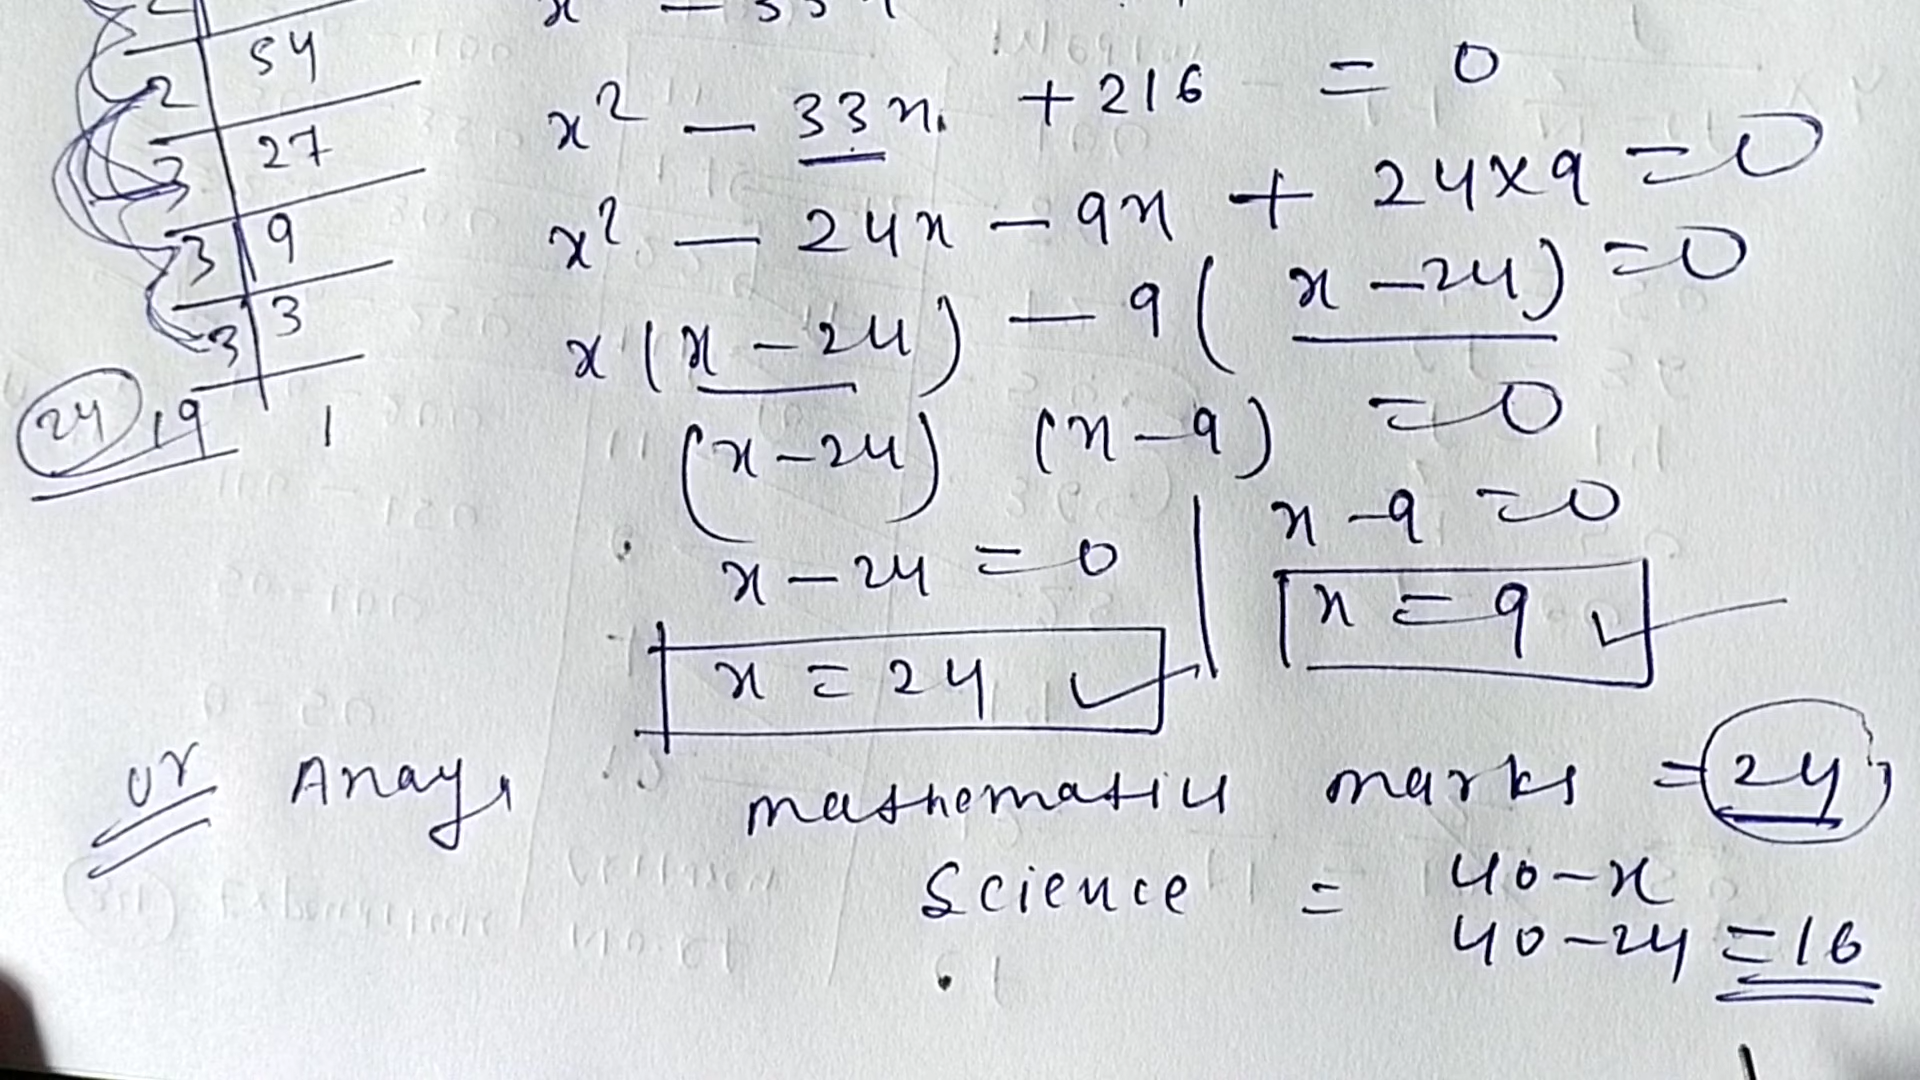 2 | 54
2 | 27
3 | 9
3 | 3
24, 9 1
x² − 33x + 216 = 0
x² − 24x − 9x + 24×9 = 0
x(x−24) − 9(x−24) = 0
(x−24) (x−9) = 0
x−24 = 0 | x−9 = 0
x = 24 ✓ x = 9 ✓
or Anay, mathematics marks = 24,
Science = 40−x
40−24 = 16